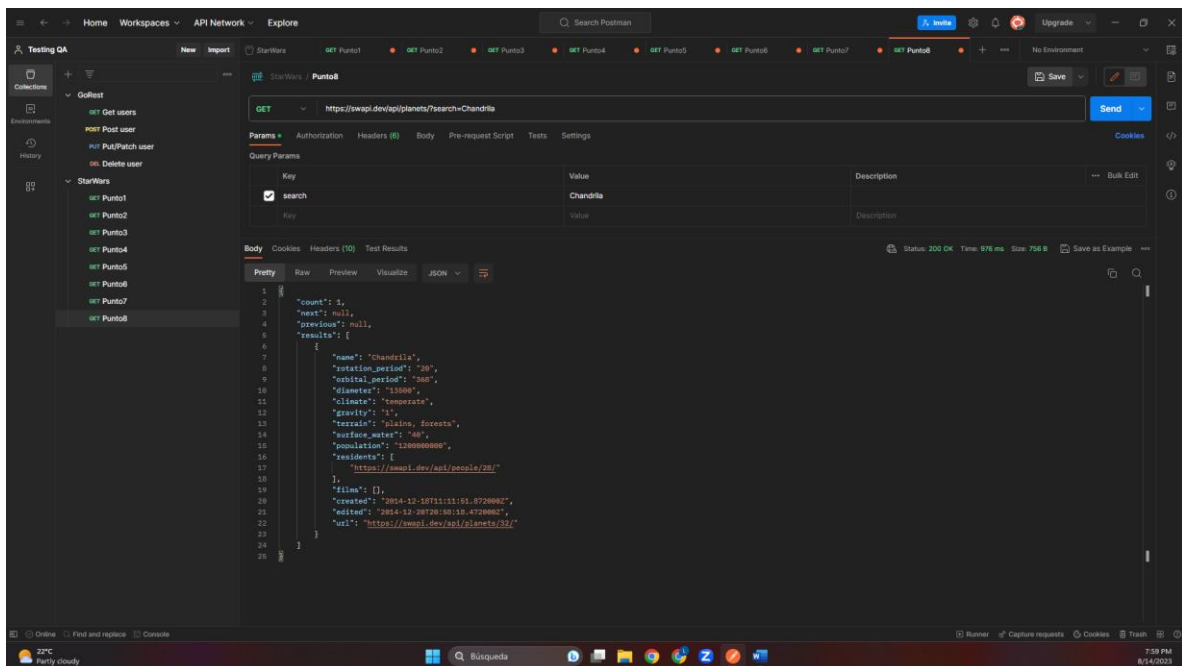 Home Workspaces API Network Explore Search Postman Invite Upgrade
Testing QA New Import StarWars GET Punto1 GET Punto2 GET Punto3 GET Punto4 GET Punto5 GET Punto6 GET Punto7 GET Punto8 No Environment
Collections
Environments
History
GoRest
GET Get users
POST Post user
PUT Put/Patch user
DEL Delete user
StarWars
GET Punto1
GET Punto2
GET Punto3
GET Punto4
GET Punto5
GET Punto6
GET Punto7
GET Punto8
HTTP StarWars / Punto8 Save
GET https://swapi.dev/api/planets/?search=Chandrila Send
Params Authorization Headers (6) Body Pre-request Script Tests Settings Cookies
Query Params
Key Value Description Bulk Edit
search Chandrila
Key Value Description
Body Cookies Headers (10) Test Results Status: 200 OK Time: 976 ms Size: 756 B Save as Example
Pretty Raw Preview Visualize JSON
1 {
2 "count": 1,
3 "next": null,
4 "previous": null,
5 "results": [
6 {
7 "name": "Chandrila",
8 "rotation_period": "20",
9 "orbital_period": "368",
10 "diameter": "13500",
11 "climate": "temperate",
12 "gravity": "1",
13 "terrain": "plains, forests",
14 "surface_water": "40",
15 "population": "1200000000",
16 "residents": [
17 "https://swapi.dev/api/people/28/"
18 ],
19 "films": [],
20 "created": "2014-12-18T11:11:51.872000Z",
21 "edited": "2014-12-20T20:58:18.472000Z",
22 "url": "https://swapi.dev/api/planets/32/"
23 }
24 ]
25 }
Online Find and replace Console Runner Capture requests Cookies Trash
22°C
Partly cloudy
Búsqueda
7:59 PM
8/14/2023